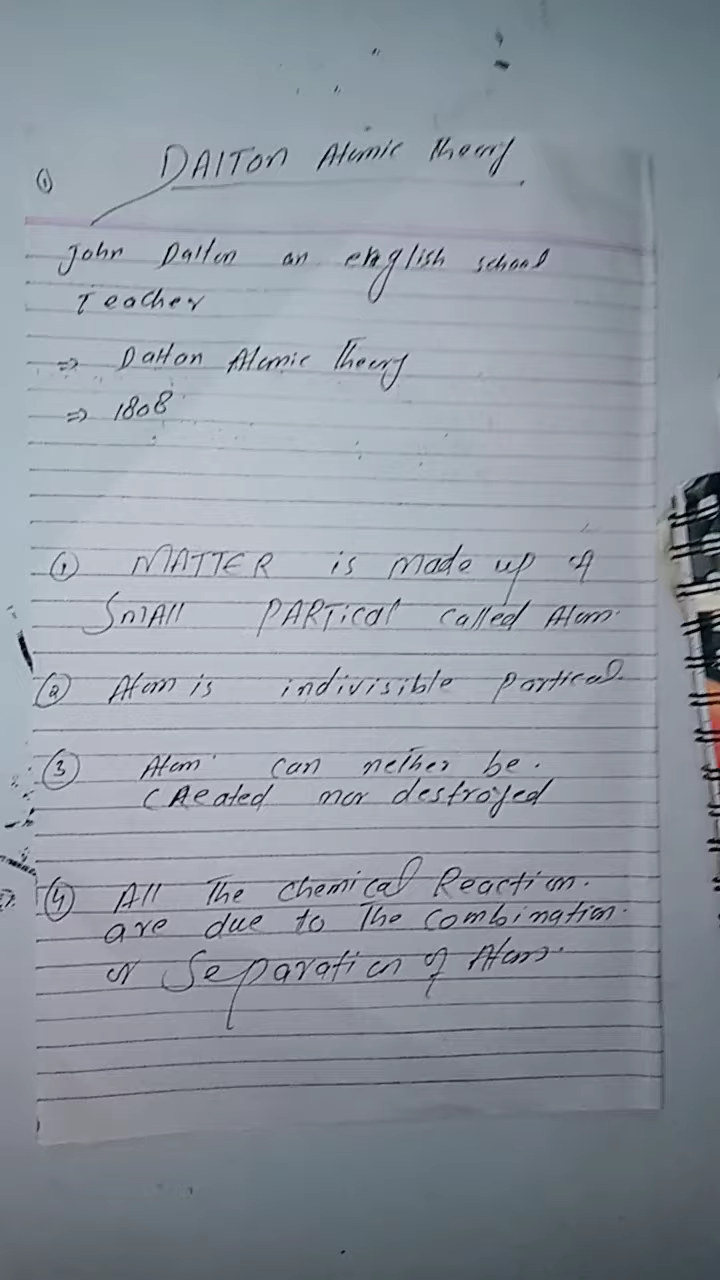 ① DALTON Atomic theory
John Dalton an english school
Teacher
⇒ Dalton Atomic Theory
⇒ 1808
① MATTER is made up of
SmAll PARTical called Atom.
② Atom is indivisible partical.
③ Atom can nether be.
CReated nor destroyed
④ All The chemical Reaction.
are due to The combination.
or Separation of Atoms.